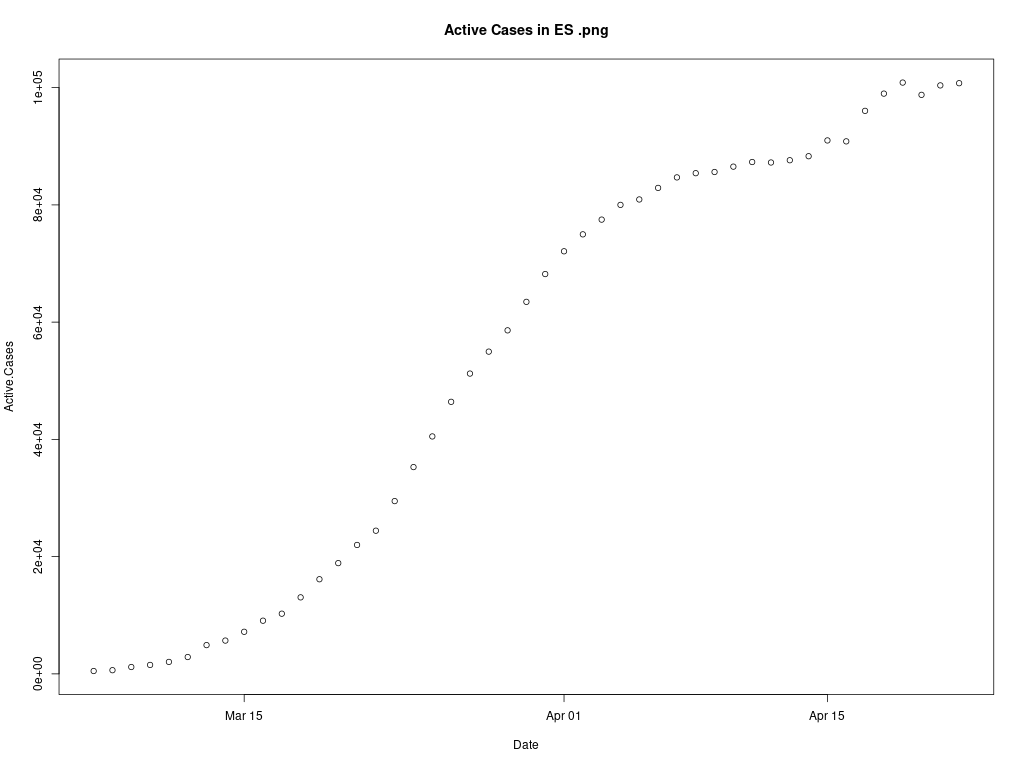 Active Cases in ES .png
Active.Cases
1e+05
8e+04
6e+04
4e+04
2e+04
0e+00
Mar 15
Apr 01
Apr 15
Date